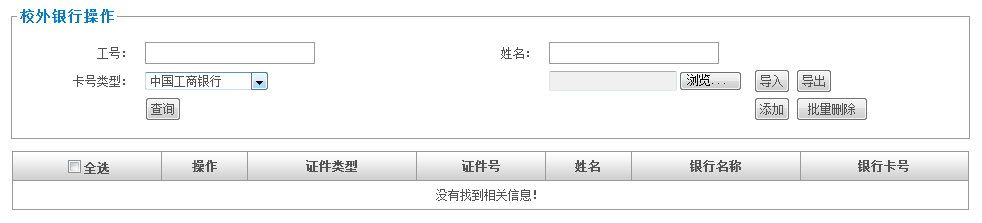 校外银行操作
工号： 姓名：
卡号类型： 中国工商银行 浏览... 导入 导出
查询 添加 批量删除
全选 操作 证件类型 证件号 姓名 银行名称 银行卡号
没有找到相关信息！